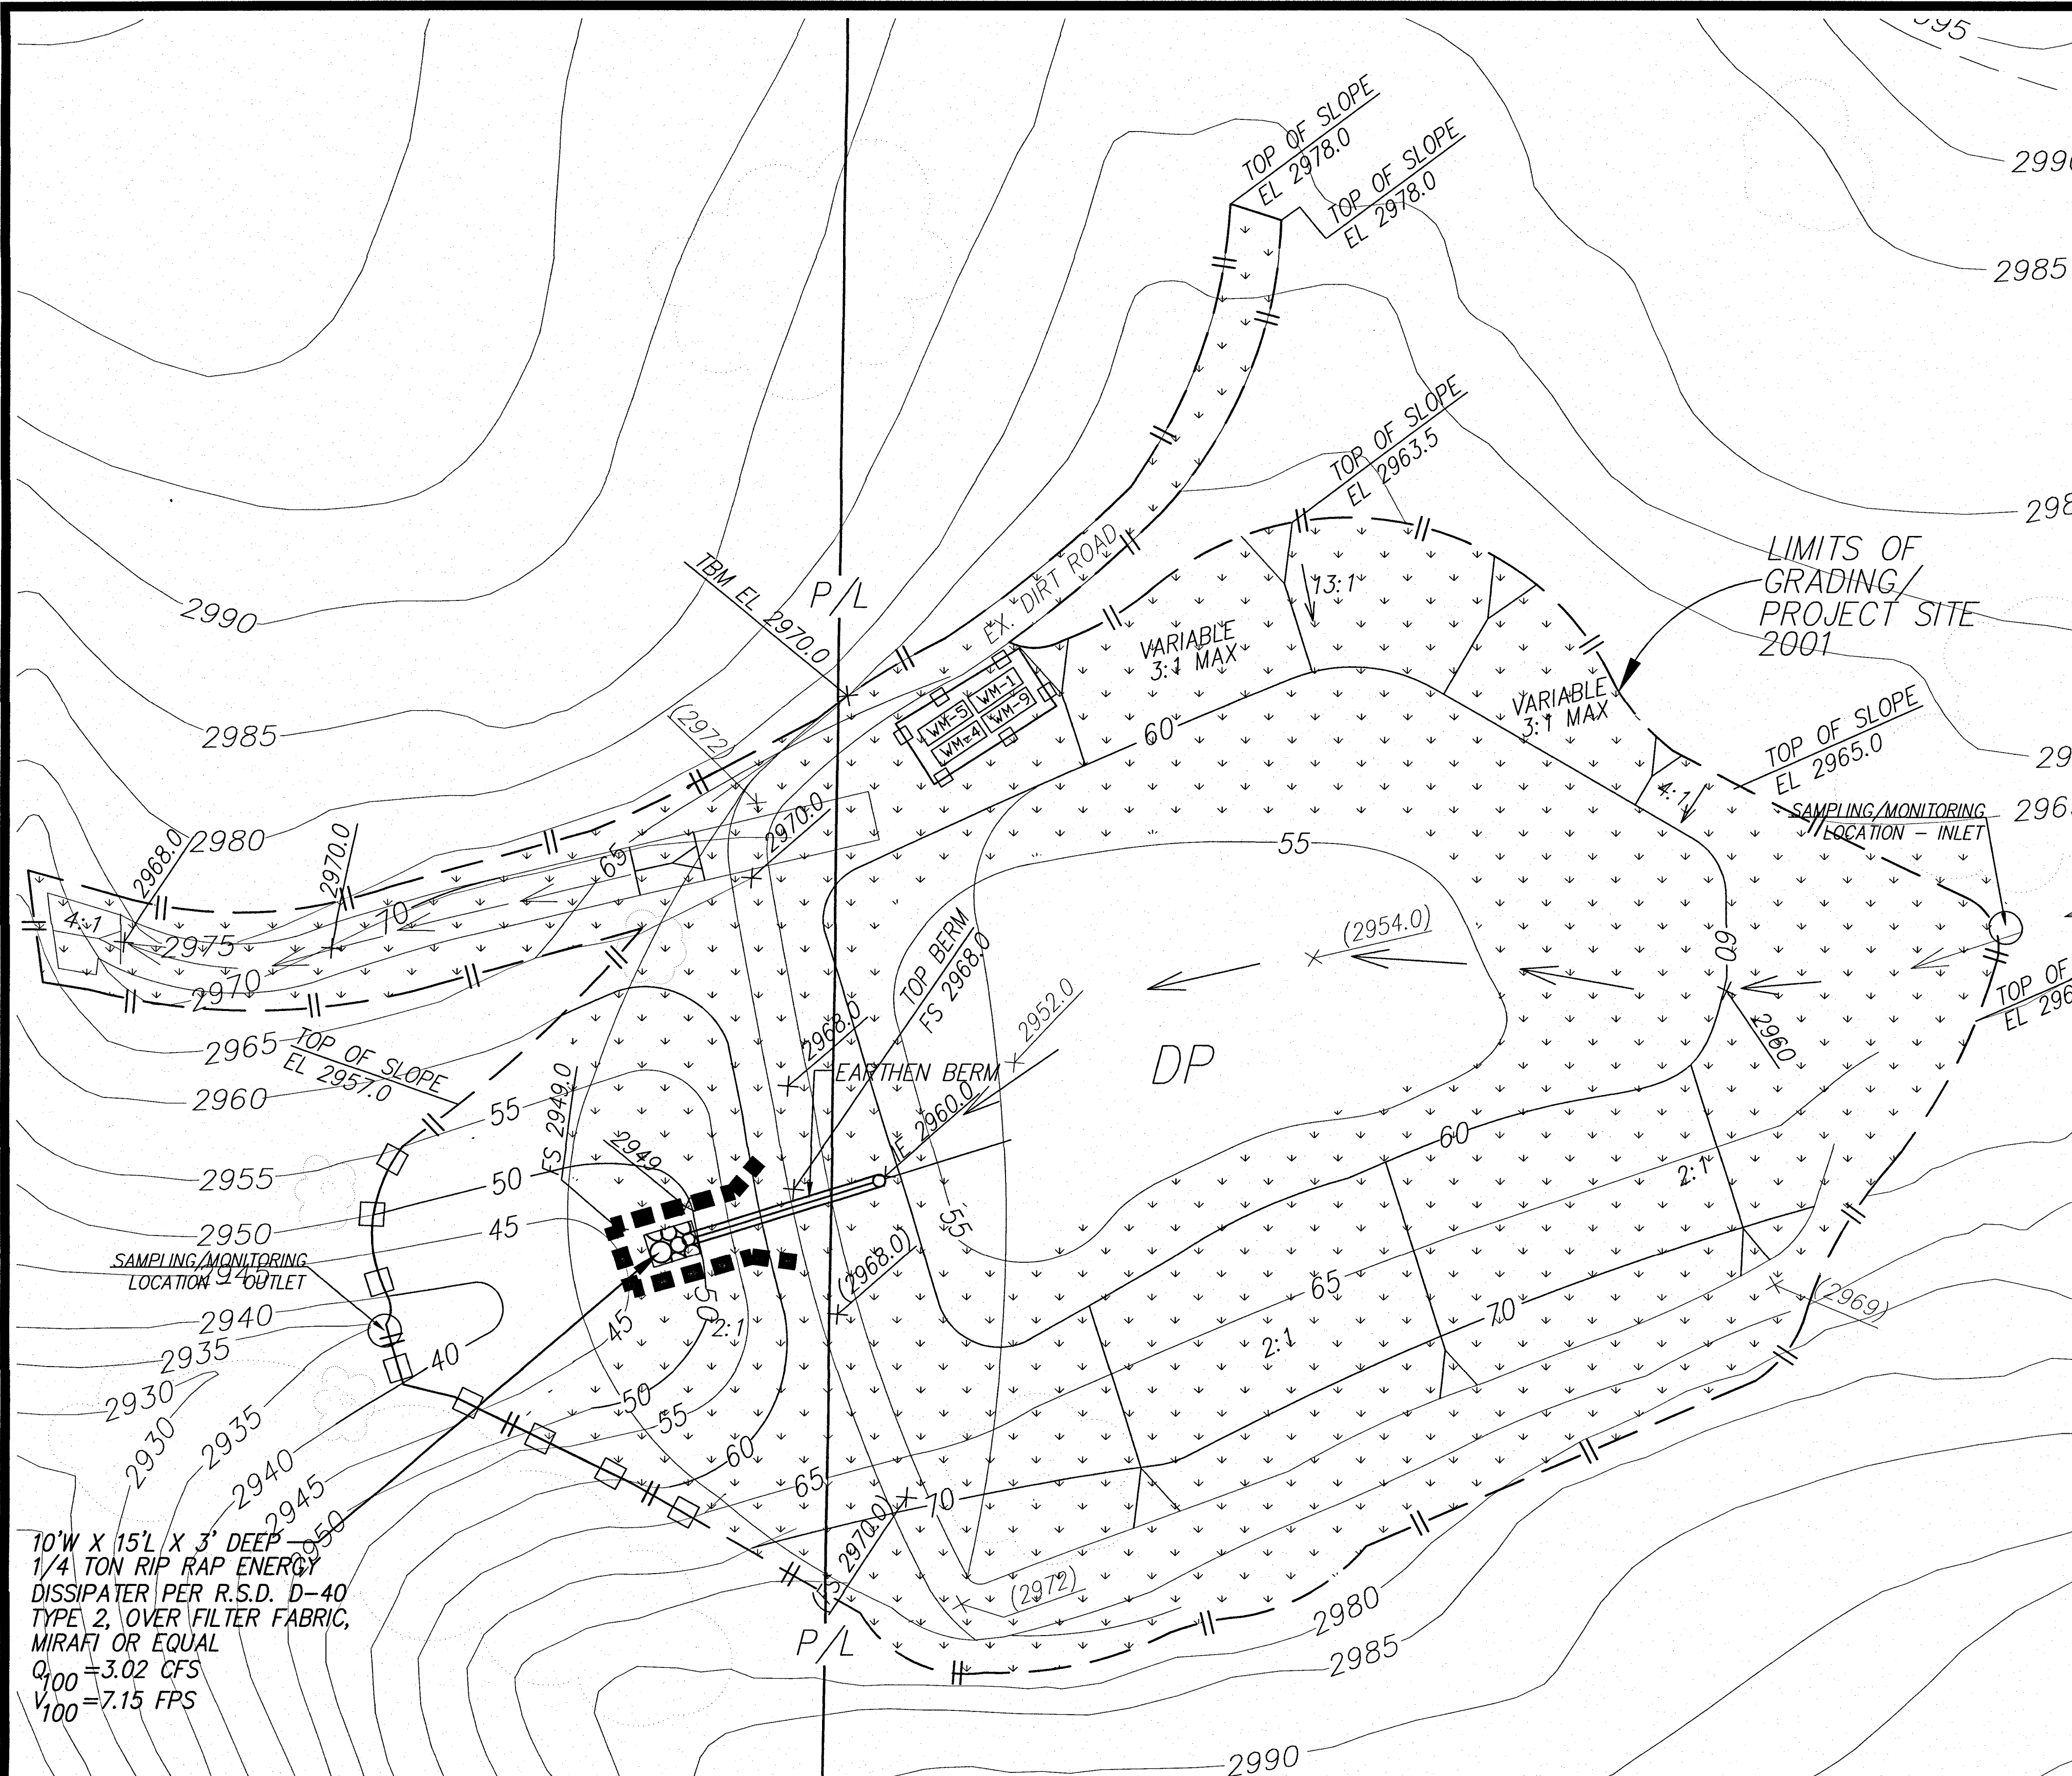 995
TOP OF SLOPE
EL 2978.0
TOP OF SLOPE
EL 2978.0
2985
TOP OF SLOPE
EL 2963.5
LIMITS OF
GRADING/
PROJECT SITE
2001
P/L
TBM EL 2970.0
EX. DIRT ROAD
13:1
VARIABLE
3:1 MAX
VARIABLE
3:1 MAX
WM-1
WM-5
WM-9
WM-4
2990
2985
2980
(2972)
60
TOP OF SLOPE
EL 2965.0
4:1
SAMPLING/MONITORING
LOCATION - INLET
2968.0
2970.0
2970.0
65
55
4:1
70
2975
2970
(2954.0)
60
TOP BERM
FS 2968.0
2952.0
2968.0
2960
TOP OF
2965
TOP OF SLOPE
EL 2957.0
EARTHEN BERM
DP
2960
55
FS 2949.0
2949
IE 2960.0
60
2:1
2955
50
2950
45
55
SAMPLING/MONITORING
LOCATION - OUTLET
2945
(2968.0)
65
(2969)
2940
50
45
2:1
2:1
70
2935
40
2930
50
55
60
65
70
2930
2935
2940
2945
2950
(FS 2970.0)
(2972)
2980
P/L
2985
2990
10'W X 15'L X 3' DEEP
1/4 TON RIP RAP ENERGY
DISSIPATER PER R.S.D. D-40
TYPE 2, OVER FILTER FABRIC,
MIRAFI OR EQUAL
Q100=3.02 CFS
V100=7.15 FPS